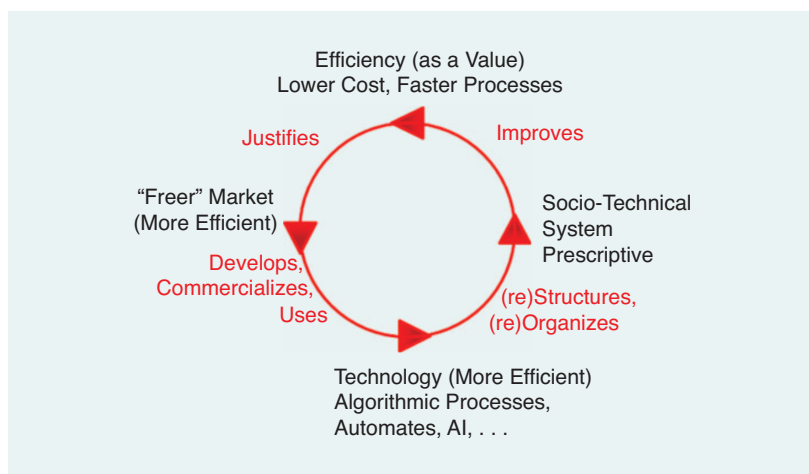 Efficiency (as a Value)
Lower Cost, Faster Processes
Justifies
Improves
“Freer” Market
(More Efficient)
Socio-Technical
System
Prescriptive
Develops,
Commercializes,
Uses
(re)Structures,
(re)Organizes
Technology (More Efficient)
Algorithmic Processes,
Automates, AI, . . .